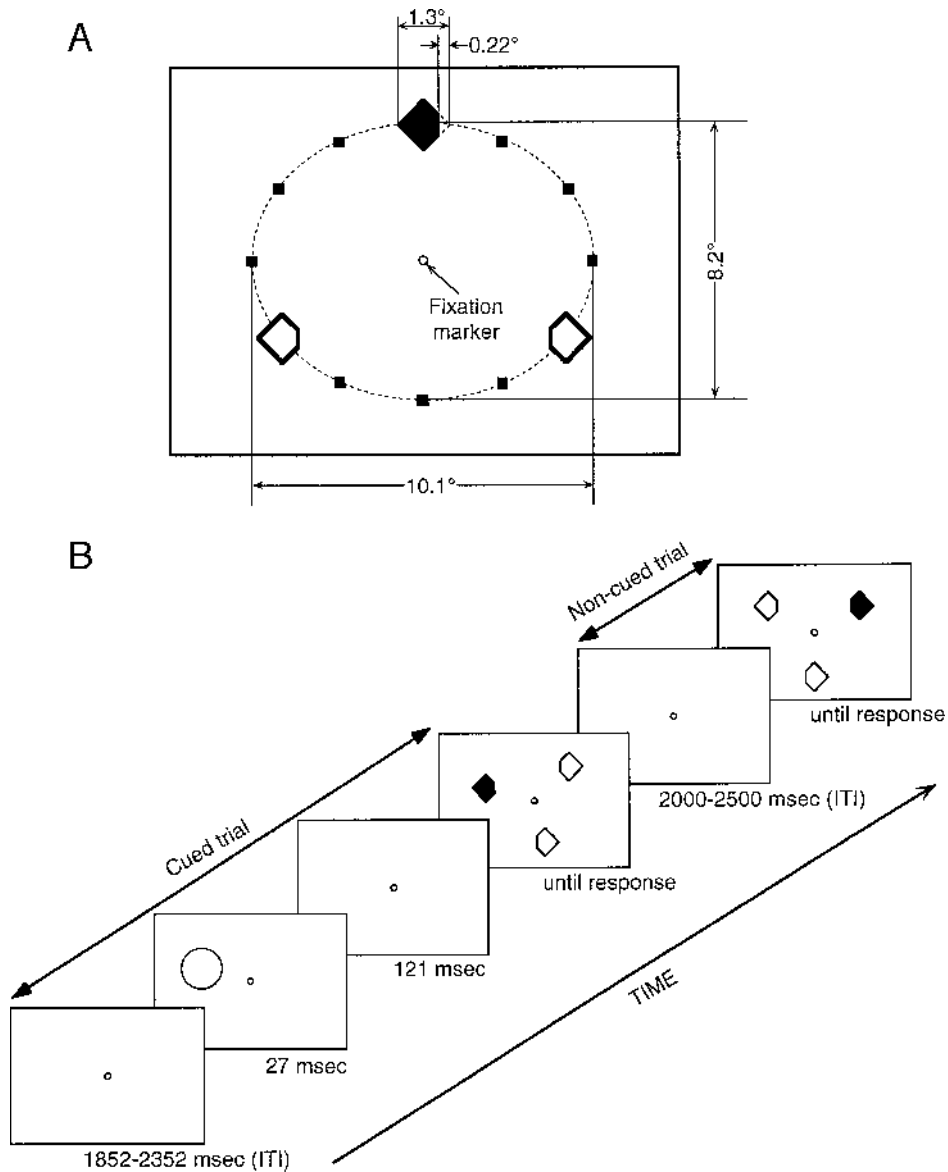 A
1.3°
0.22°
8.2°
Fixation
marker
10.1°
B
Non-cued trial
until response
2000-2500 msec (ITI)
Cued trial
until response
121 msec
TIME
27 msec
1852-2352 msec (ITI)